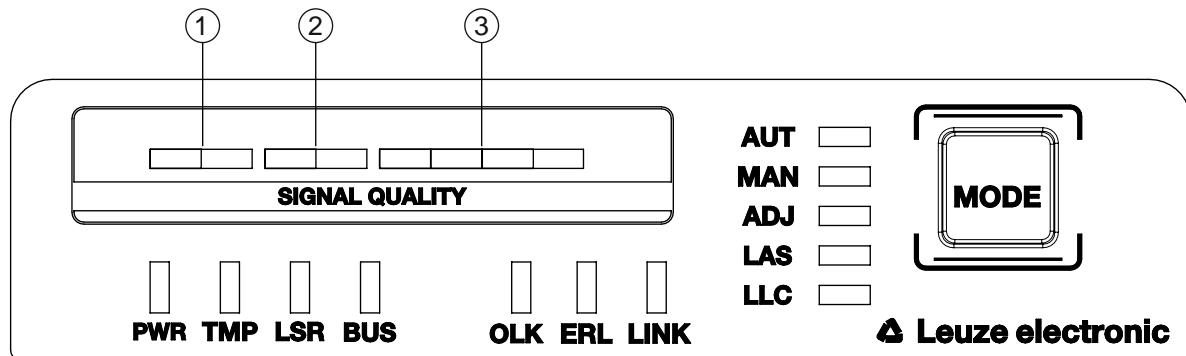 1 2 3
SIGNAL QUALITY
AUT
MAN
ADJ
LAS
LLC
MODE
PWR TMP LSR BUS OLK ERL LINK
Leuze electronic